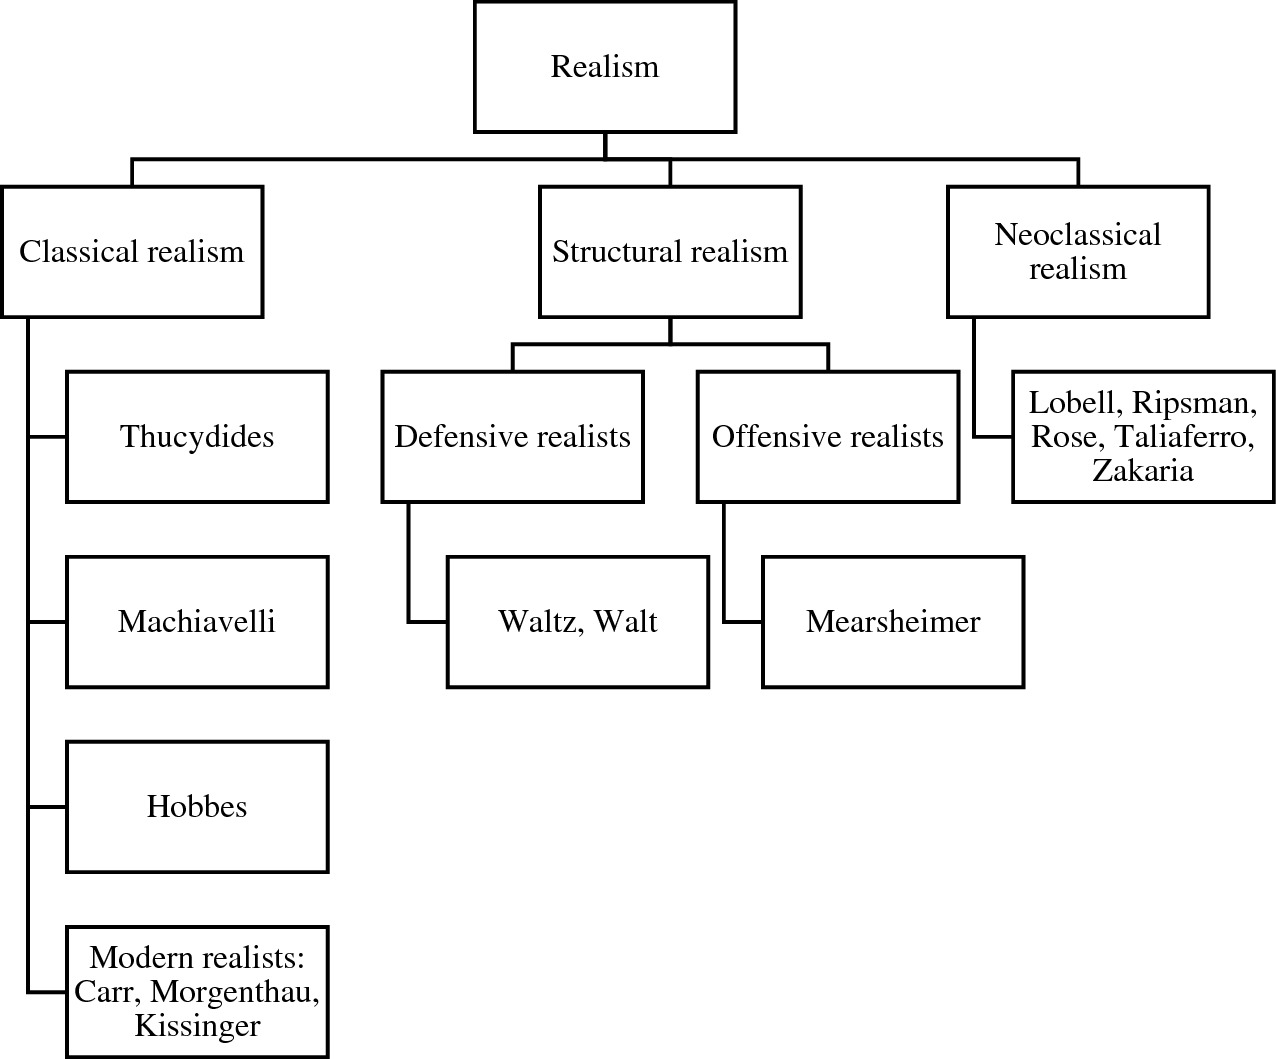 Realism
Classical realism
Structural realism
Neoclassical
realism
Thucydides
Defensive realists
Offensive realists
Lobell, Ripsman,
Rose, Taliaferro,
Zakaria
Machiavelli
Waltz, Walt
Mearsheimer
Hobbes
Modern realists:
Carr, Morgenthau,
Kissinger